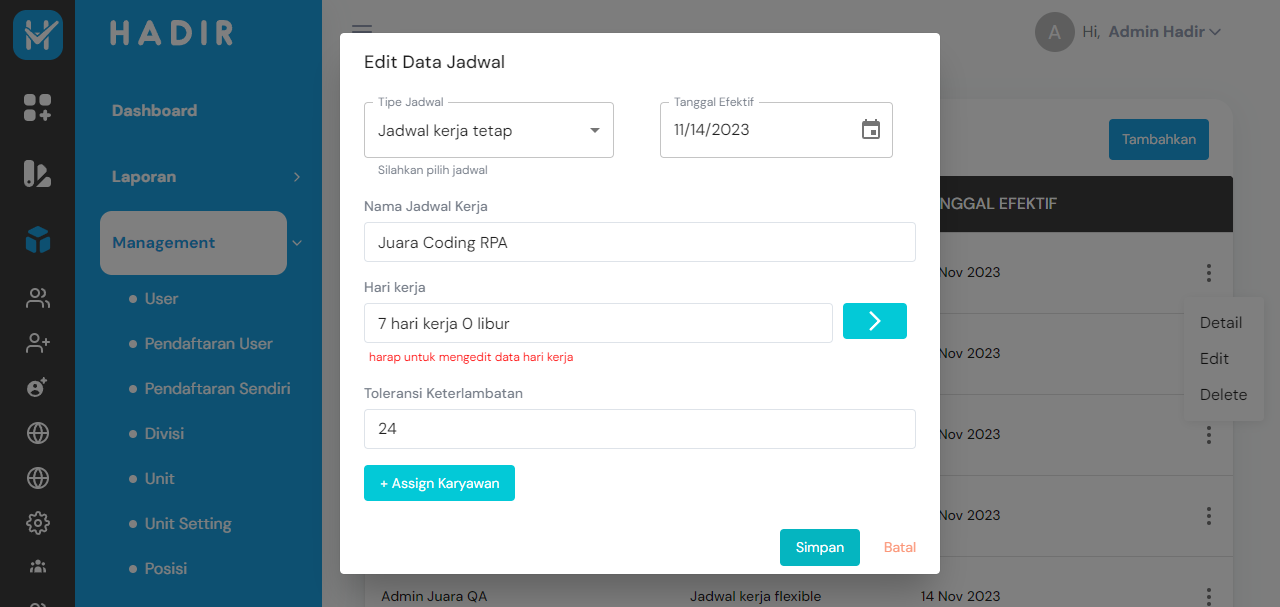 HADIR
A Hi, Admin Hadir
Dashboard
Laporan
Management
User
Pendaftaran User
Pendaftaran Sendiri
Divisi
Unit
Unit Setting
Posisi
Edit Data Jadwal
Tipe Jadwal
Jadwal kerja tetap
Silahkan pilih jadwal
Tanggal Efektif
11/14/2023
Nama Jadwal Kerja
Juara Coding RPA
Hari kerja
7 hari kerja 0 libur
harap untuk mengedit data hari kerja
Toleransi Keterlambatan
24
+ Assign Karyawan
Simpan
Batal
Tambahkan
NGGAL EFEKTIF
Nov 2023
Nov 2023
Nov 2023
Nov 2023
Detail
Edit
Delete
Admin Juara QA
Jadwal kerja flexible
14 Nov 2023